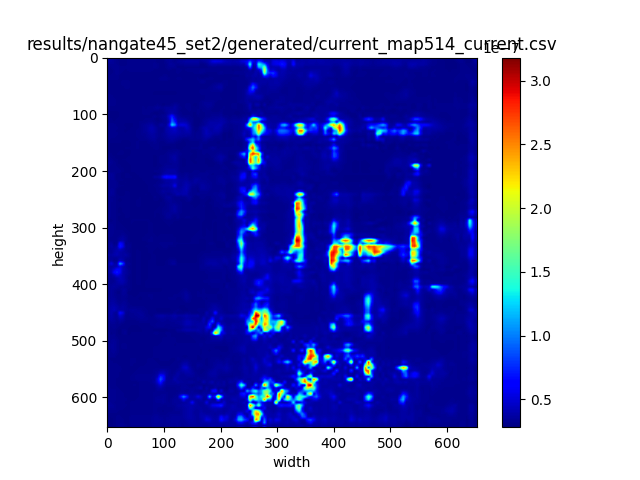 results/nangate45_set2/generated/current_map514_current.csv
1e−7
0
100
200
300
400
500
600
height
0 100 200 300 400 500 600
width
3.0
2.5
2.0
1.5
1.0
0.5